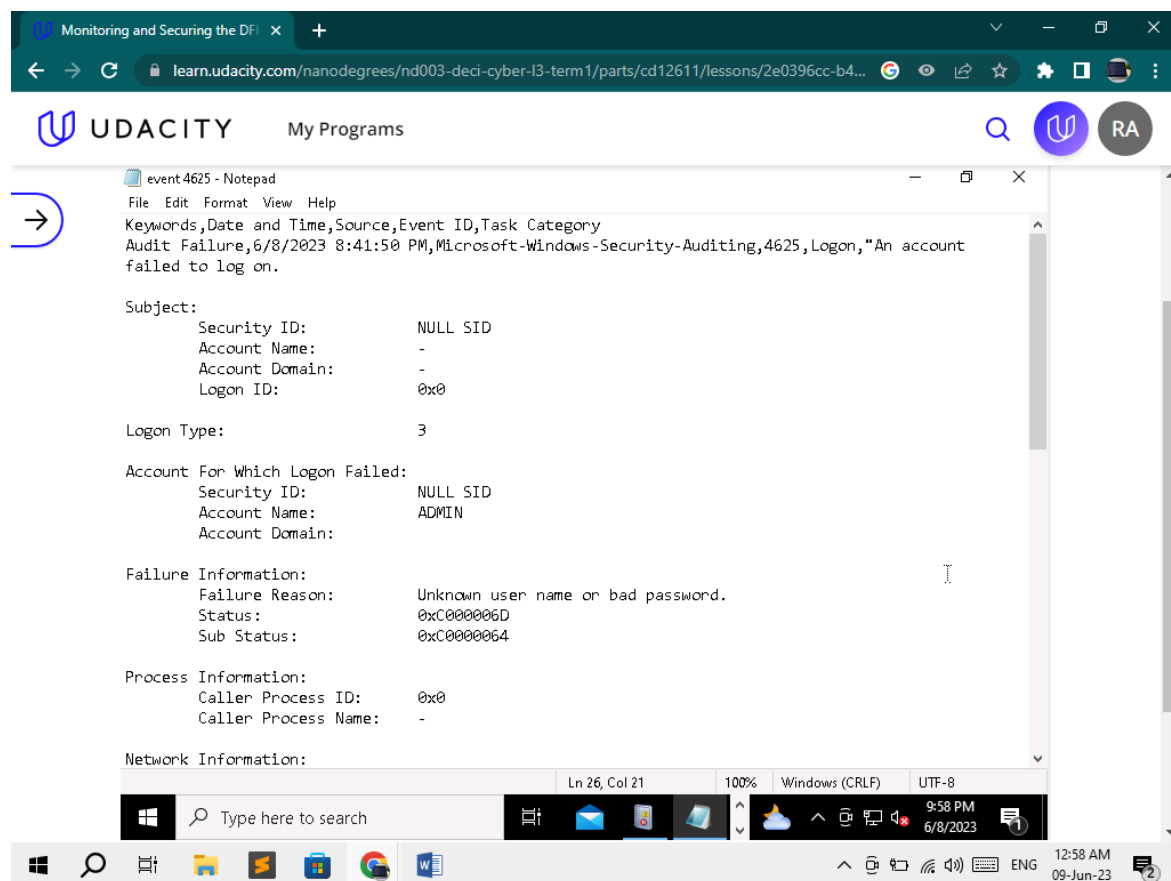 Monitoring and Securing the DFI
learn.udacity.com/nanodegrees/nd003-deci-cyber-l3-term1/parts/cd12611/lessons/2e0396cc-b4...
UDACITY My Programs RA
event 4625 - Notepad
File Edit Format View Help
Keywords,Date and Time,Source,Event ID,Task Category
Audit Failure,6/8/2023 8:41:50 PM,Microsoft-Windows-Security-Auditing,4625,Logon,"An account
failed to log on.
Subject:
Security ID: NULL SID
Account Name: -
Account Domain: -
Logon ID: 0x0
Logon Type: 3
Account For Which Logon Failed:
Security ID: NULL SID
Account Name: ADMIN
Account Domain:
Failure Information:
Failure Reason: Unknown user name or bad password.
Status: 0xC000006D
Sub Status: 0xC0000064
Process Information:
Caller Process ID: 0x0
Caller Process Name: -
Network Information:
Ln 26, Col 21 100% Windows (CRLF) UTF-8
Type here to search 9:58 PM
6/8/2023 1
ENG 12:58 AM
09-Jun-23 2